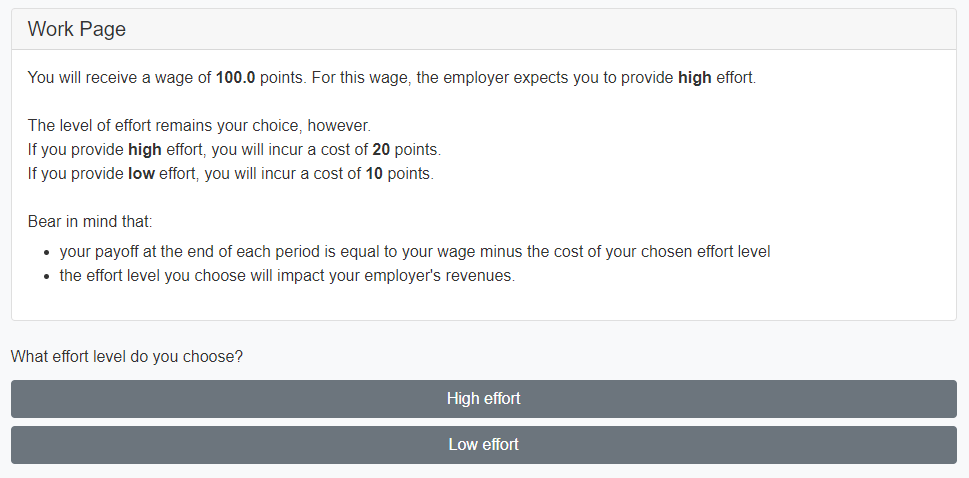 Work Page
You will receive a wage of 100.0 points. For this wage, the employer expects you to provide high effort.
The level of effort remains your choice, however.
If you provide high effort, you will incur a cost of 20 points.
If you provide low effort, you will incur a cost of 10 points.
Bear in mind that:
• your payoff at the end of each period is equal to your wage minus the cost of your chosen effort level
• the effort level you choose will impact your employer's revenues.
What effort level do you choose?
High effort
Low effort